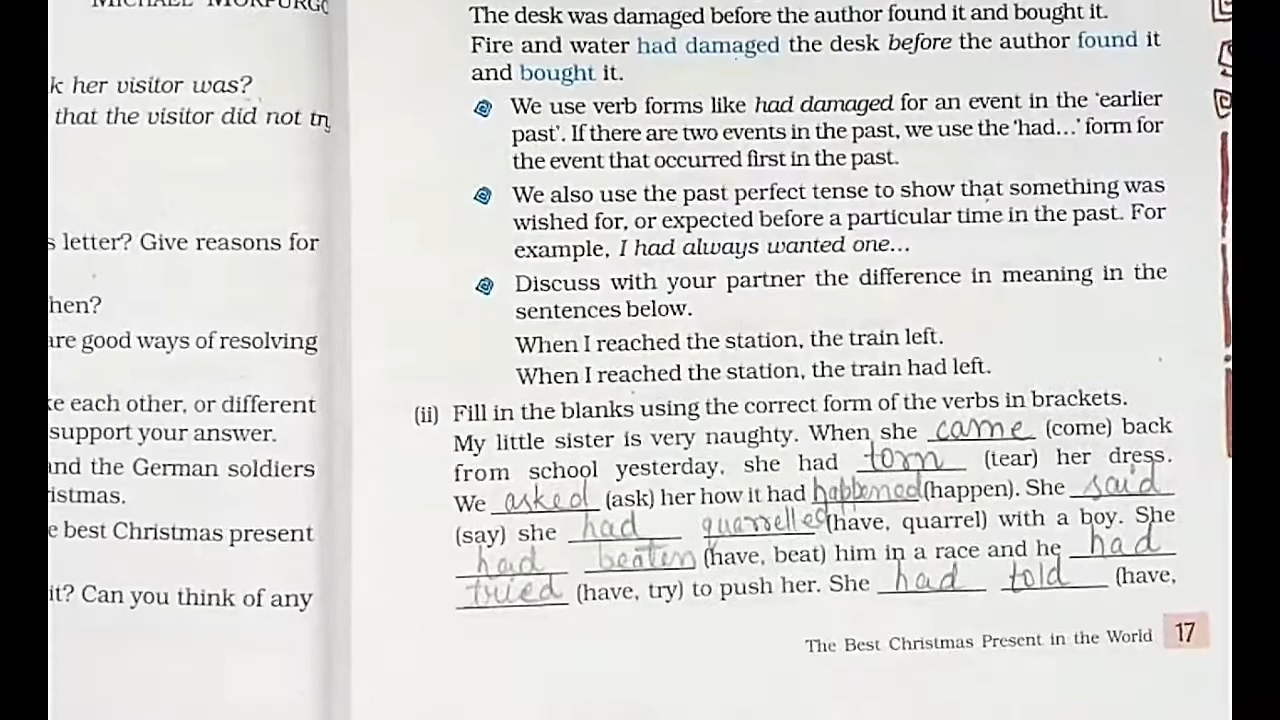 k her visitor was?
that the visitor did not try
s letter? Give reasons for
hen?
are good ways of resolving
ke each other, or different
support your answer.
and the German soldiers
istmas.
e best Christmas present
it? Can you think of any
The desk was damaged before the author found it and bought it.
Fire and water had damaged the desk before the author found it
and bought it.
We use verb forms like had damaged for an event in the 'earlier
past'. If there are two events in the past, we use the 'had...' form for
the event that occurred first in the past.
We also use the past perfect tense to show that something was
wished for, or expected before a particular time in the past. For
example, I had always wanted one...
Discuss with your partner the difference in meaning in the
sentences below.
When I reached the station, the train left.
When I reached the station, the train had left.
(ii) Fill in the blanks using the correct form of the verbs in brackets.
My little sister is very naughty. When she came (come) back
from school yesterday, she had torn (tear) her dress.
We asked (ask) her how it had happened (happen). She said
(say) she had quarrelled (have, quarrel) with a boy. She
had beaten (have, beat) him in a race and he had
tried (have, try) to push her. She had told (have,
The Best Christmas Present in the World 17